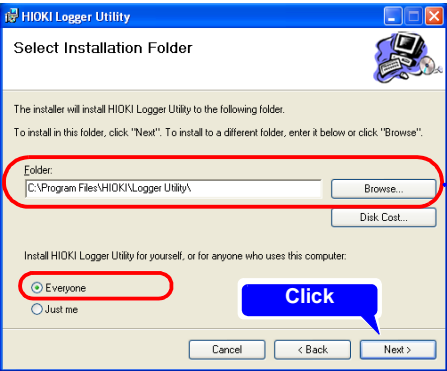 HIOKI Logger Utility
Select Installation Folder
The installer will install HIOKI Logger Utility to the following folder.
To install in this folder, click "Next". To install to a different folder, enter it below or click "Browse".
Folder:
C:\Program Files\HIOKI\Logger Utility\
Browse...
Disk Cost...
Install HIOKI Logger Utility for yourself, or for anyone who uses this computer:
Everyone
Just me
Click
Cancel
< Back
Next >